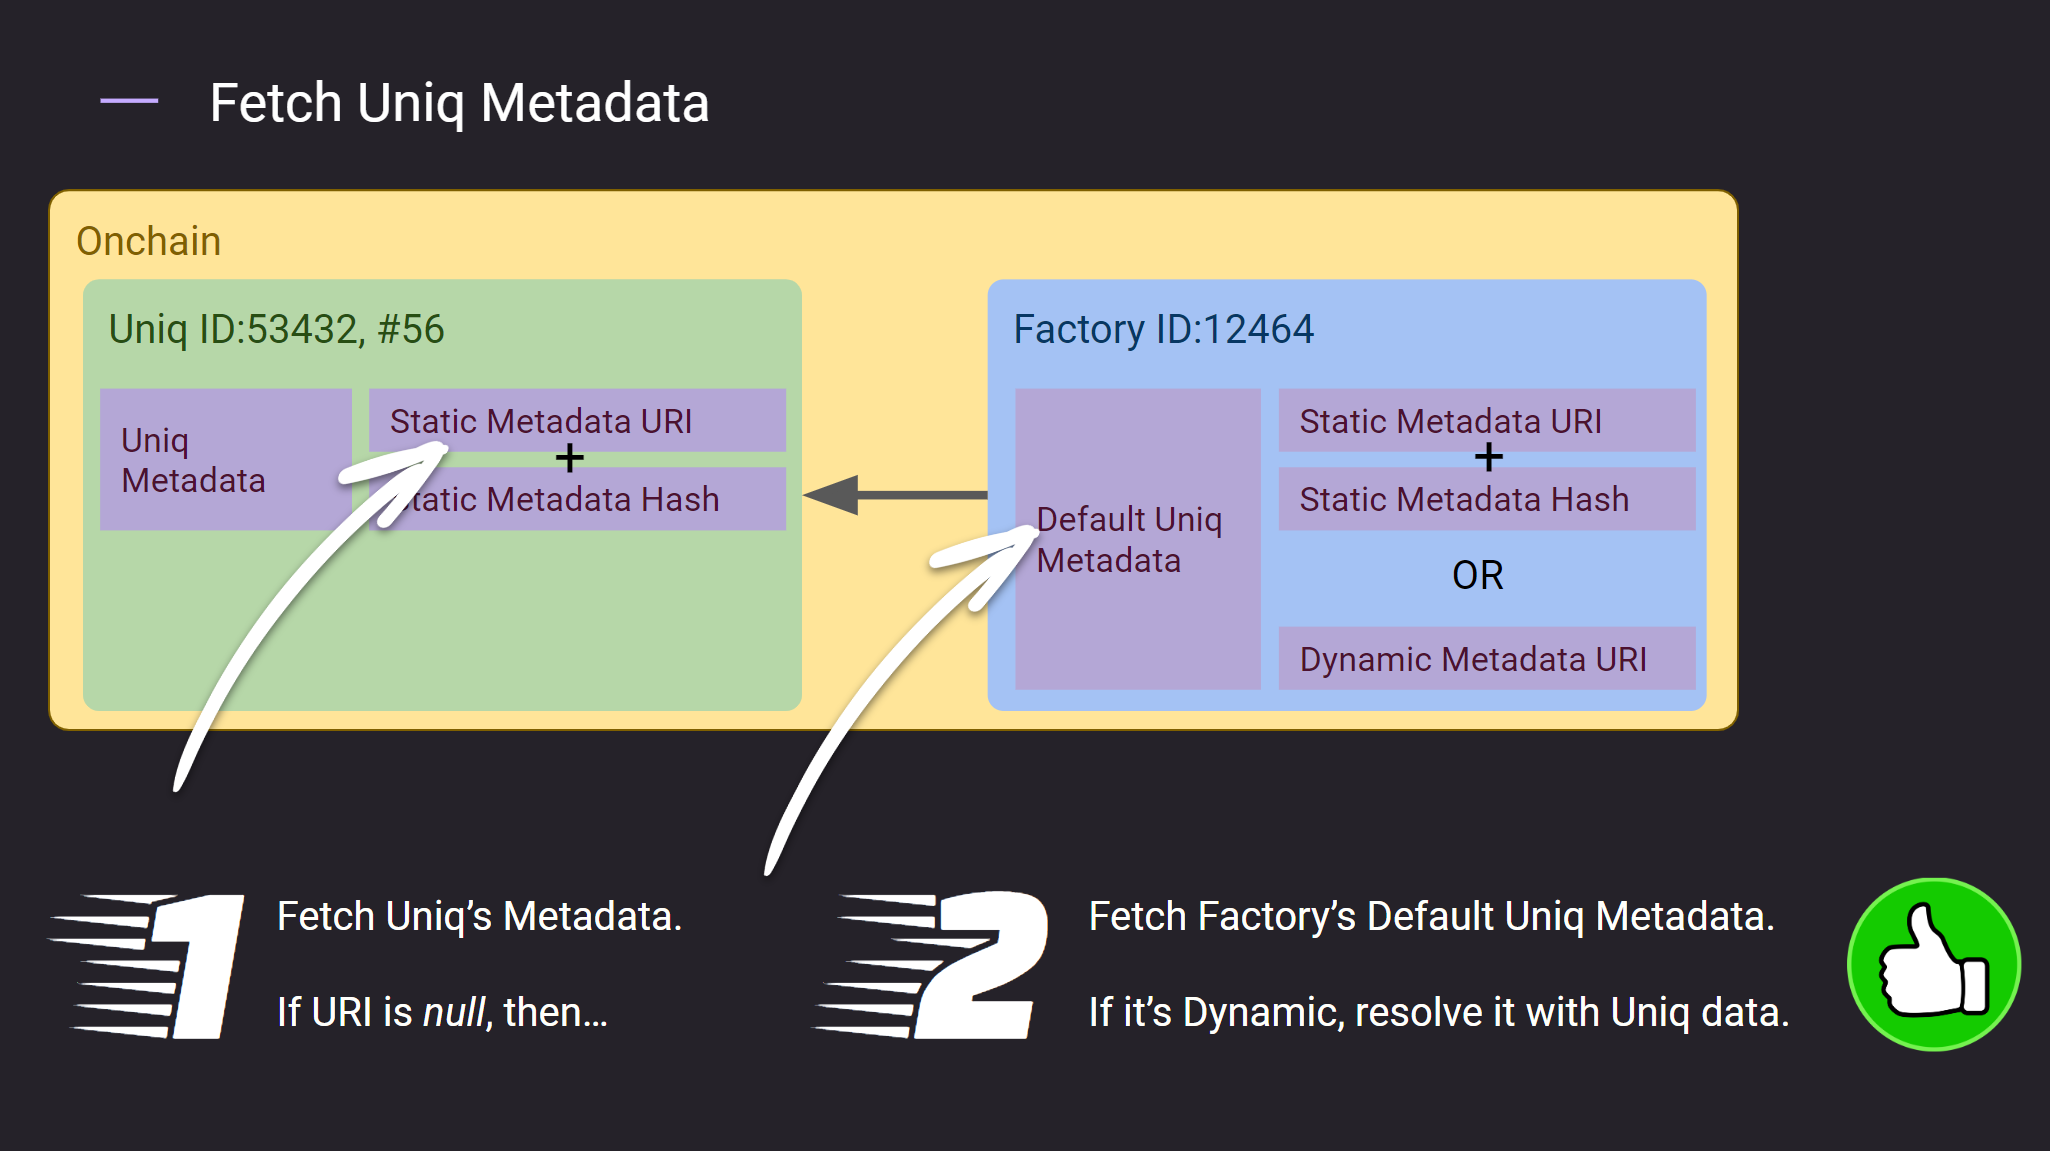 Fetch Uniq Metadata
Onchain
Uniq ID:53432, #56
Uniq
Metadata
Static Metadata URI
+
Static Metadata Hash
Factory ID:12464
Default Uniq
Metadata
Static Metadata URI
+
Static Metadata Hash
OR
Dynamic Metadata URI
1
Fetch Uniq’s Metadata.
If URI is null, then...
2
Fetch Factory’s Default Uniq Metadata.
If it’s Dynamic, resolve it with Uniq data.